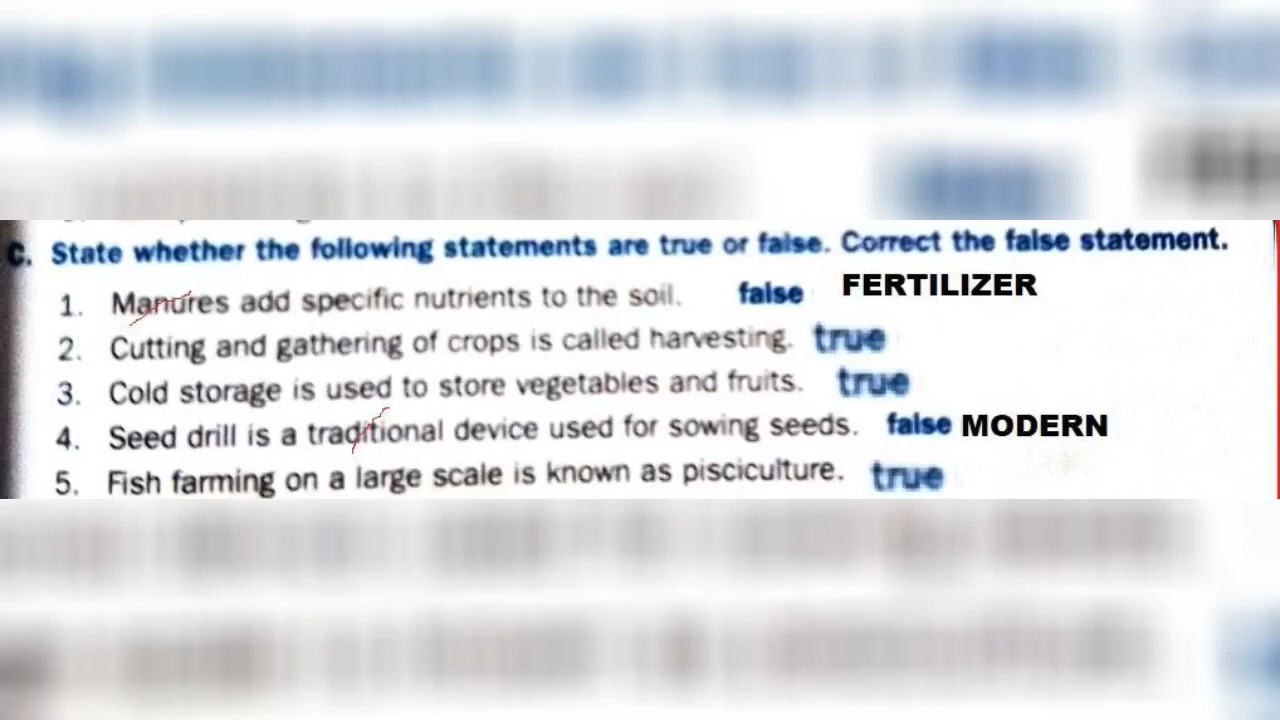 C. State whether the following statements are true or false. Correct the false statement.
1. Manures add specific nutrients to the soil. false FERTILIZER
2. Cutting and gathering of crops is called harvesting. true
3. Cold storage is used to store vegetables and fruits. true
4. Seed drill is a traditional device used for sowing seeds. false MODERN
5. Fish farming on a large scale is known as pisciculture. true